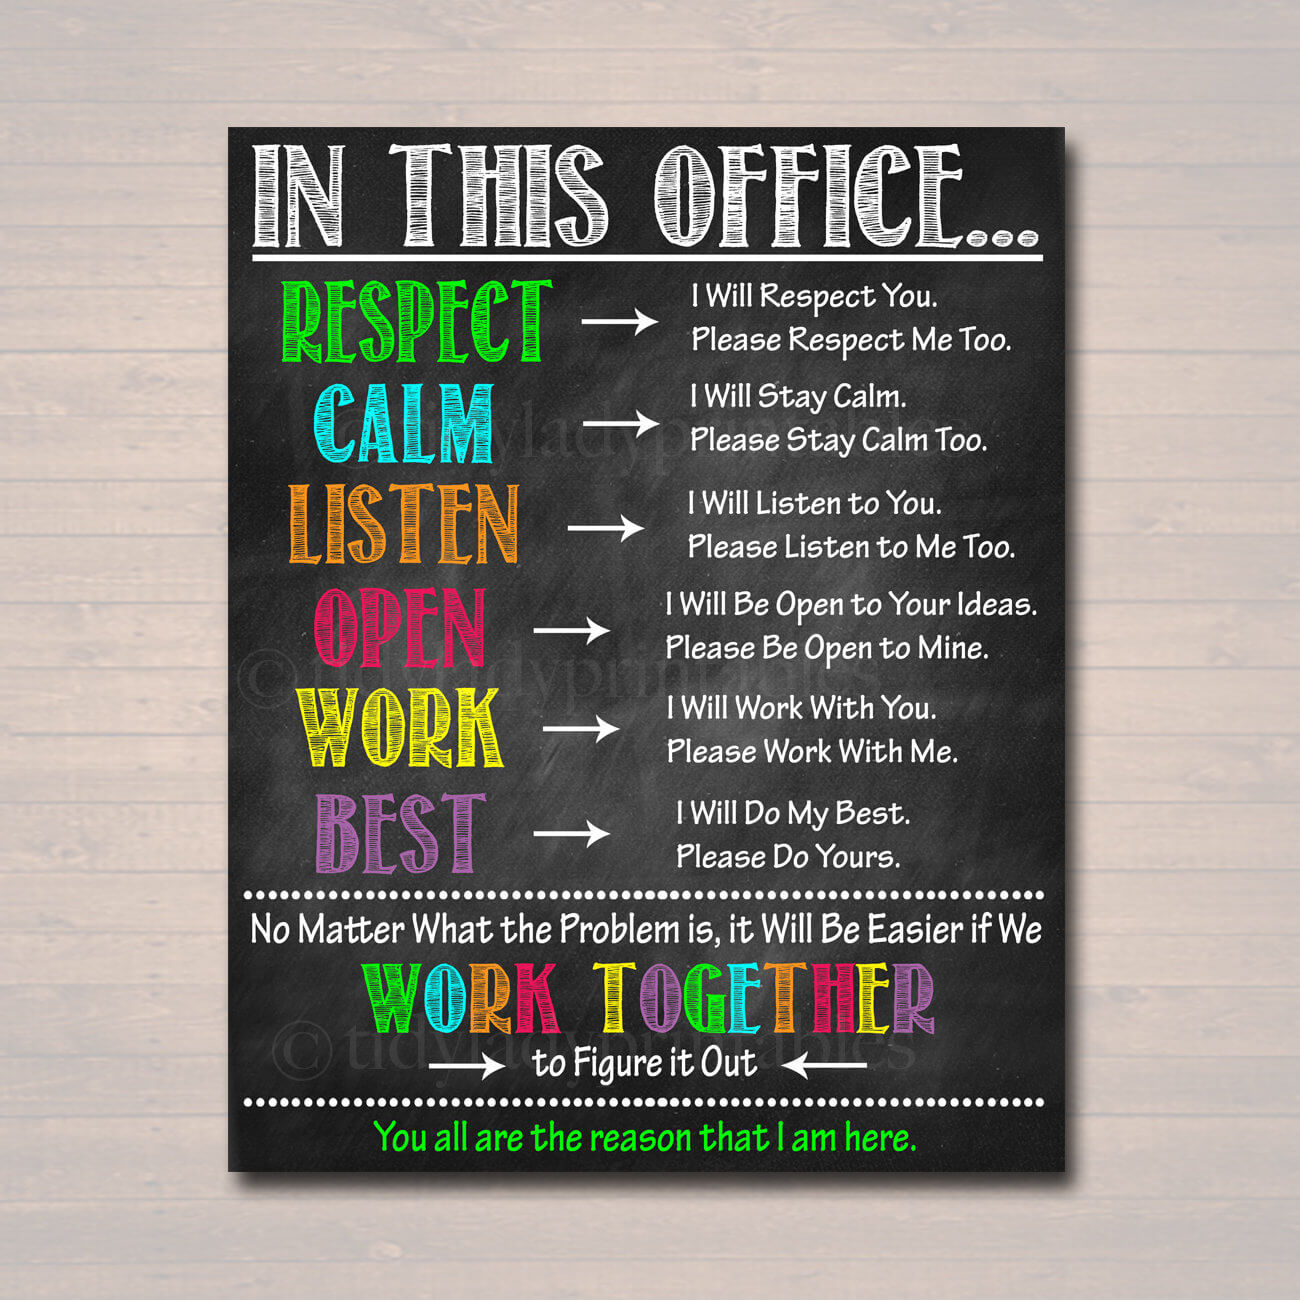 IN THIS OFFICE...
RESPECT
I Will Respect You.
Please Respect Me Too.
CALM
I Will Stay Calm.
Please Stay Calm Too.
LISTEN
I Will Listen to You.
Please Listen to Me Too.
OPEN
I Will Be Open to Your Ideas.
Please Be Open to Mine.
WORK
I Will Work With You.
Please Work With Me.
BEST
I Will Do My Best.
Please Do Yours.
No Matter What the Problem is, it Will Be Easier if We
WORK TOGETHER
to Figure it Out
You all are the reason that I am here.
©tidyladyprintables
©tidyladyprintables
©tidyladyprintables